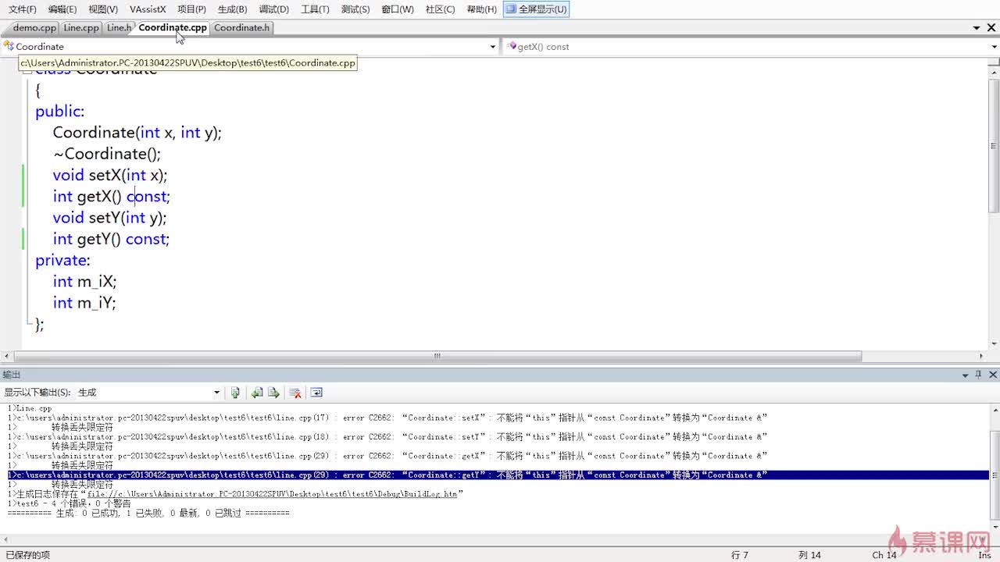 文件(F) 编辑(E) 视图(V) VAssistX 项目(P) 生成(B) 调试(D) 工具(T) 测试(S) 窗口(W) 社区(C) 帮助(H) 全屏显示(U)
demo.cpp Line.cpp Line.h Coordinate.cpp Coordinate.h
Coordinate getX() const
c:\Users\Administrator.PC-20130422SPUV\Desktop\test6\test6\Coordinate.cpp
class Coordinate
{
public:
Coordinate(int x, int y);
~Coordinate();
void setX(int x);
int getX() const;
void setY(int y);
int getY() const;
private:
int m_iX;
int m_iY;
};
输出
显示以下输出(S): 生成
1>Line.cpp
1>c:\users\administrator.pc-20130422spuv\desktop\test6\test6\line.cpp(17) : error C2662: “Coordinate::setX”: 不能将“this”指针从“const Coordinate”转换为“Coordinate &”
1> 转换丢失限定符
1>c:\users\administrator.pc-20130422spuv\desktop\test6\test6\line.cpp(18) : error C2662: “Coordinate::setY”: 不能将“this”指针从“const Coordinate”转换为“Coordinate &”
1> 转换丢失限定符
1>c:\users\administrator.pc-20130422spuv\desktop\test6\test6\line.cpp(29) : error C2662: “Coordinate::getX”: 不能将“this”指针从“const Coordinate”转换为“Coordinate &”
1> 转换丢失限定符
1>c:\users\administrator.pc-20130422spuv\desktop\test6\test6\line.cpp(29) : error C2662: “Coordinate::getY”: 不能将“this”指针从“const Coordinate”转换为“Coordinate &”
1> 转换丢失限定符
1>生成日志保存在“file://c:\Users\Administrator.PC-20130422SPUV\Desktop\test6\test6\Debug\BuildLog.htm”
1>test6 - 4 个错误，0 个警告
========== 生成: 0 已成功, 1 已失败, 0 最新, 0 已跳过 ==========
慕课网
已保存的项 行 7 列 14 Ch 14 Ins